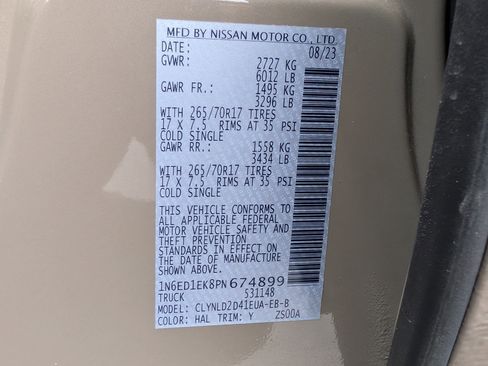 MFD BY NISSAN MOTOR CO., LTD.
DATE: 08/23
GVWR: 2727 KG
6012 LB
GAWR FR.: 1495 KG
3296 LB
WITH 265/70R17 TIRES
17 X 7.5 RIMS AT 35 PSI
COLD SINGLE
GAWR RR.: 1558 KG
3434 LB
WITH 265/70R17 TIRES
17 X 7.5 RIMS AT 35 PSI
COLD SINGLE
THIS VEHICLE CONFORMS TO
ALL APPLICABLE FEDERAL
MOTOR VEHICLE SAFETY AND
THEFT PREVENTION
STANDARDS IN EFFECT ON
THE DATE OF MANUFACTURE
SHOWN ABOVE.
1N6ED1EK8PN674899
TRUCK 531148
MODEL: CLYNLD2D41EUA-EB-B
COLOR: HAL TRIM: Y ZS00A